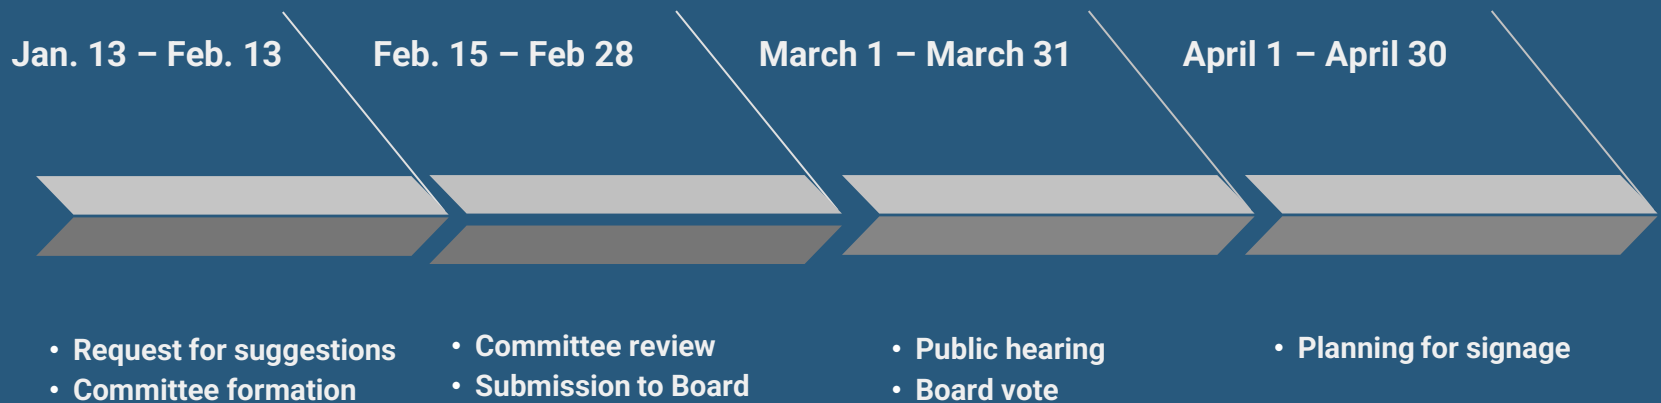 Jan. 13 – Feb. 13
Feb. 15 – Feb 28
March 1 – March 31
April 1 – April 30
• Request for suggestions
• Committee formation
• Committee review
• Submission to Board
• Public hearing
• Board vote
• Planning for signage